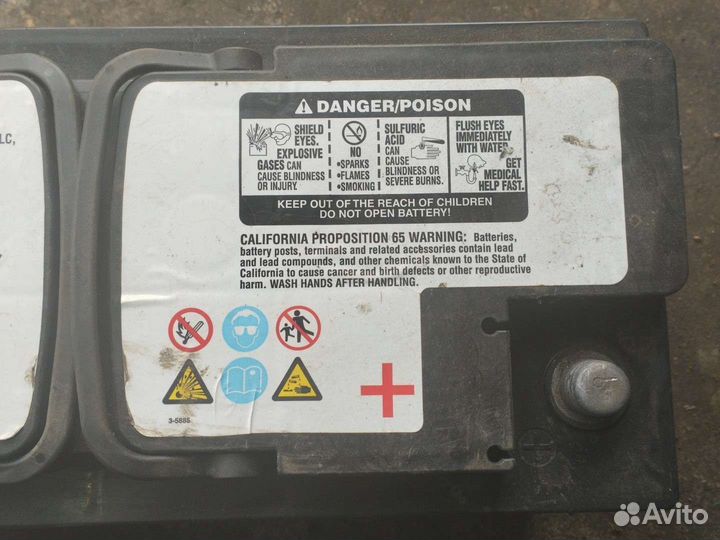 LC,
DANGER/POISON
SHIELD
EYES.
EXPLOSIVE
GASES CAN
CAUSE BLINDNESS
OR INJURY.
NO
•SPARKS
•FLAMES
•SMOKING
SULFURIC
ACID
CAN
CAUSE
BLINDNESS OR
SEVERE BURNS.
FLUSH EYES
IMMEDIATELY
WITH WATER.
GET
MEDICAL
HELP FAST.
KEEP OUT OF THE REACH OF CHILDREN
DO NOT OPEN BATTERY!
CALIFORNIA PROPOSITION 65 WARNING: Batteries,
battery posts, terminals and related accessories contain lead
and lead compounds, and other chemicals known to the State of
California to cause cancer and birth defects or other reproductive
harm. WASH HANDS AFTER HANDLING.
3-5885
+
Avito